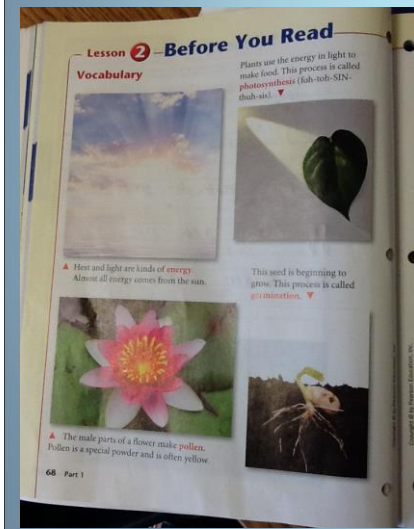 Lesson 2 Before You Read
Vocabulary
Plants use the energy in light to
make food. This process is called
photosynthesis (foh-toh-SIN-
thuh-sis). ▼
▲ Heat and light are kinds of energy.
Almost all energy comes from the sun.
This seed is beginning to
grow. This process is called
germination. ▼
▲ The male parts of a flower make pollen.
Pollen is a special powder and is often yellow.
68 Part 1